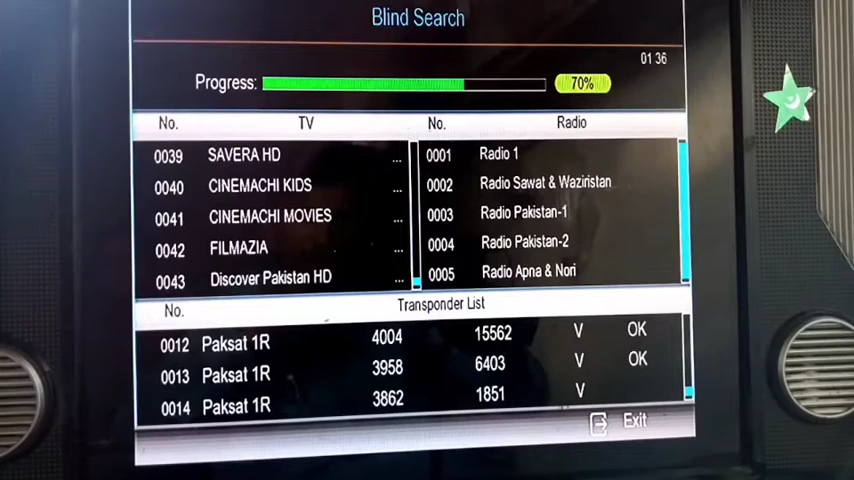 Blind Search
01 36
Progress: 70%
No. TV No. Radio
0039 SAVERA HD ... 0001 Radio 1
0040 CINEMACHI KIDS ... 0002 Radio Sawat & Waziristan
0041 CINEMACHI MOVIES ... 0003 Radio Pakistan-1
0042 FILMAZIA ... 0004 Radio Pakistan-2
0043 Discover Pakistan HD ... 0005 Radio Apna & Nori
No. Transponder List
0012 Paksat 1R 4004 15562 V OK
0013 Paksat 1R 3958 6403 V OK
0014 Paksat 1R 3862 1851 V
Exit